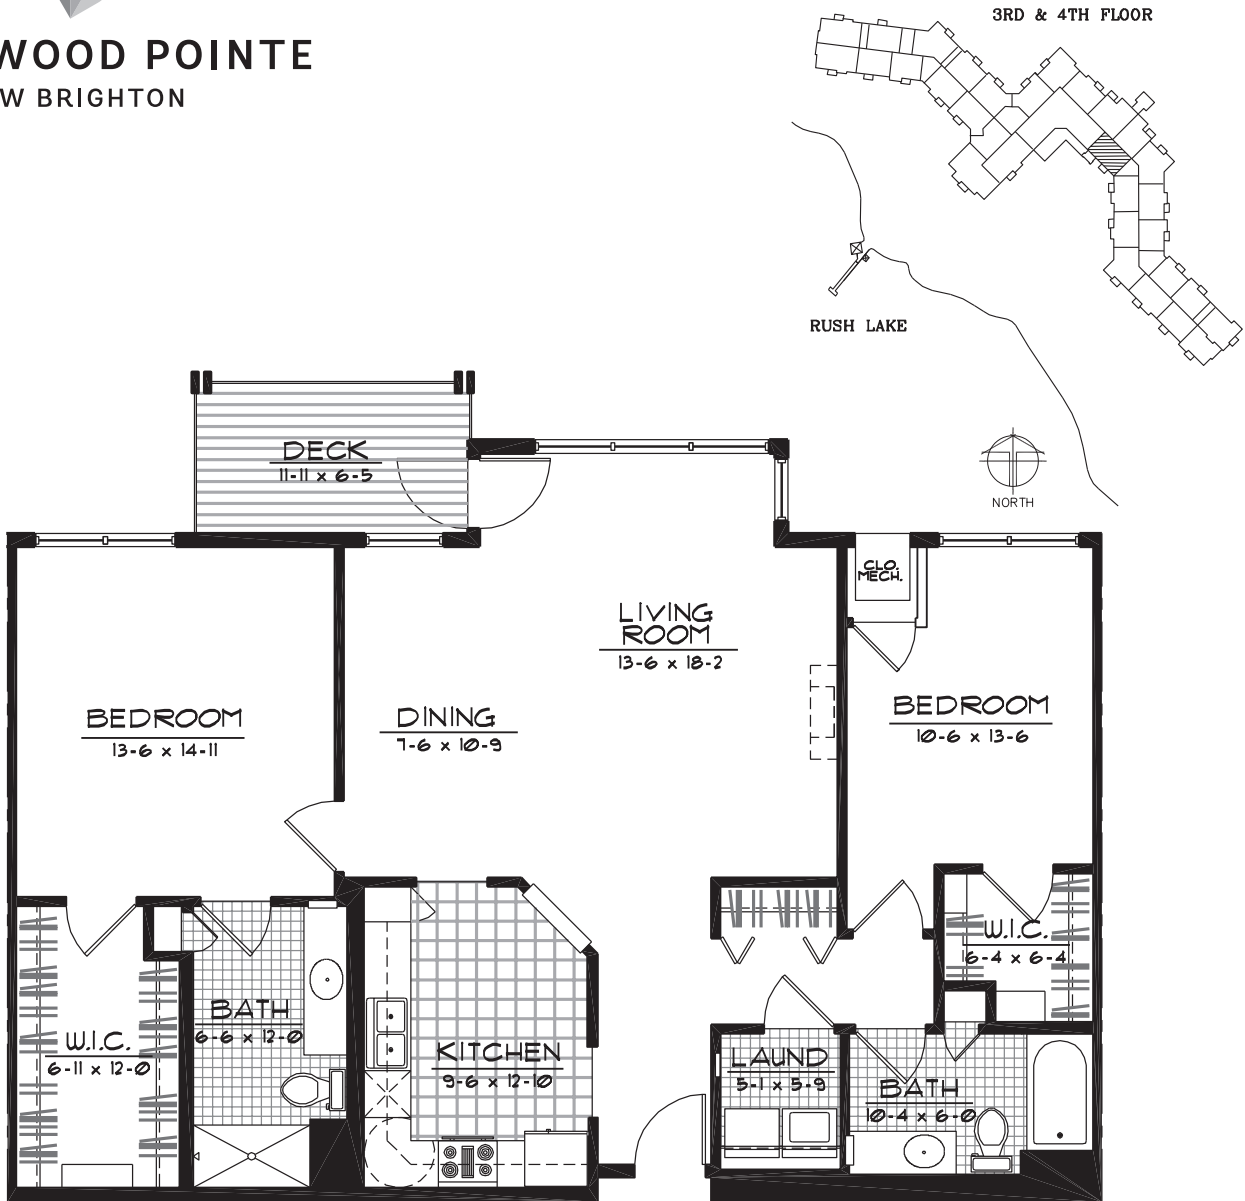 3RD & 4TH FLOOR
WOOD POINTE
W BRIGHTON
RUSH LAKE
NORTH
DECK
11-11 x 6-5
CLO.
MECH.
LIVING
ROOM
13-6 x 18-2
BEDROOM
13-6 x 14-11
DINING
7-6 x 10-9
BEDROOM
10-6 x 13-6
W.I.C.
6-4 x 6-4
BATH
6-6 x 12-0
W.I.C.
6-11 x 12-0
KITCHEN
9-6 x 12-10
LAUND
5-1 x 5-9
BATH
10-4 x 6-0